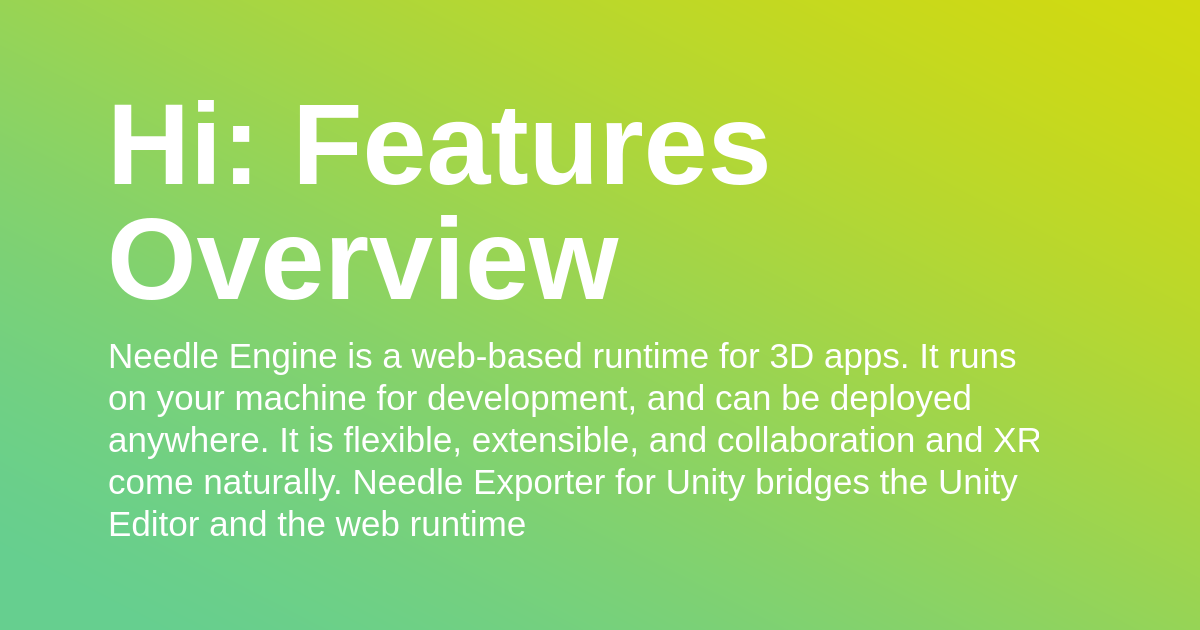 Hi: Features
Overview
Needle Engine is a web-based runtime for 3D apps. It runs
on your machine for development, and can be deployed
anywhere. It is flexible, extensible, and collaboration and XR
come naturally. Needle Exporter for Unity bridges the Unity
Editor and the web runtime